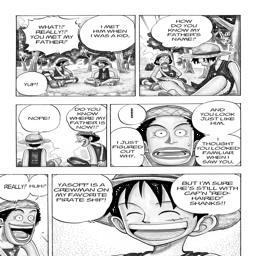 HOW
DO YOU
KNOW MY
FATHER'S
NAME?
I MET
HIM WHEN
I WAS A
KID.
WHAT!?
REALLY!?
YOU MET MY
FATHER!
YUP!
AND
YOU LOOK
JUST LIKE
HIM.
I
THOUGHT
YOU LOOKED
FAMILIAR
WHEN I
SAW YOU.
!
I JUST
FIGURED
OUT
WHY.
DO YOU
KNOW
WHERE MY
FATHER IS
NOW!?
NOPE!
BUT I'M SURE
HE'S STILL WITH
CAP'N "RED-
HAIRED"
SHANKS!!
YASOPP IS A
CREWMAN ON
MY FAVORITE
PIRATE SHIP!
HUH?
REALLY?